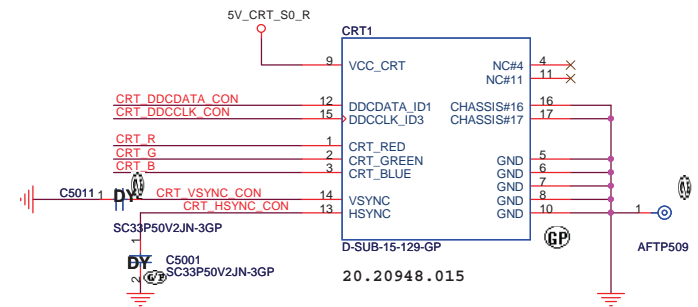 5V_CRT_S0_R
CRT1
9 VCC_CRT NC#4 4
NC#11 11
CRT_DDCDATA_CON 12 DDCDATA_ID1 CHASSIS#16 16
CRT_DDCCLK_CON 15 DDCCLK_ID3 CHASSIS#17 17
CRT_R 1 CRT_RED
CRT_G 2 CRT_GREEN GND 5
CRT_B 3 CRT_BLUE GND 6
GND 7
C5011 1 DY CRT_VSYNC_CON 14 VSYNC GND 8
CRT_HSYNC_CON 13 HSYNC GND 10 1
SC33P50V2JN-3GP
D-SUB-15-129-GP GP AFTP509
1
DY C5001
2 SC33P50V2JN-3GP
20.20948.015